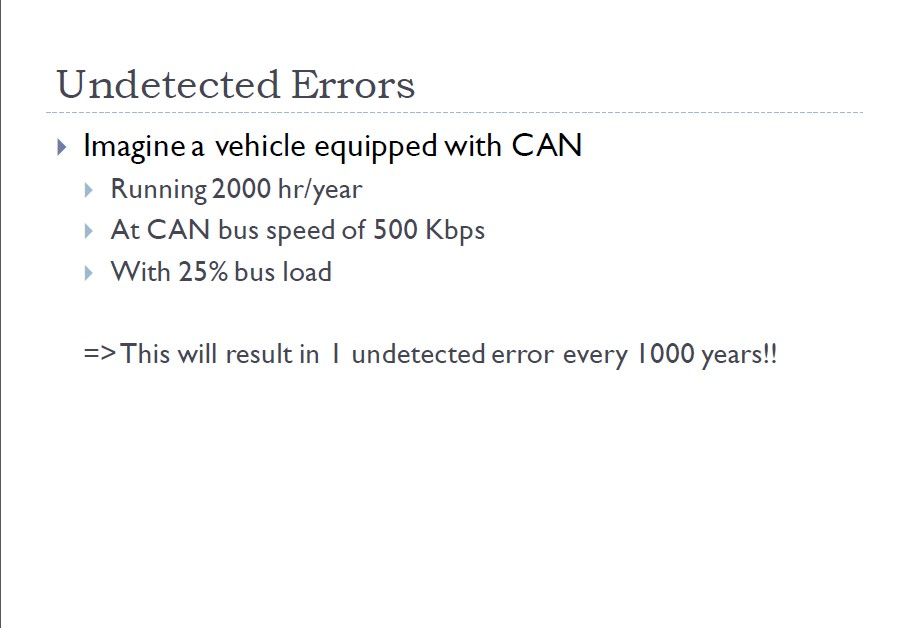 Undetected Errors
Imagine a vehicle equipped with CAN
Running 2000 hr/year
At CAN bus speed of 500 Kbps
With 25% bus load
=> This will result in 1 undetected error every 1000 years!!